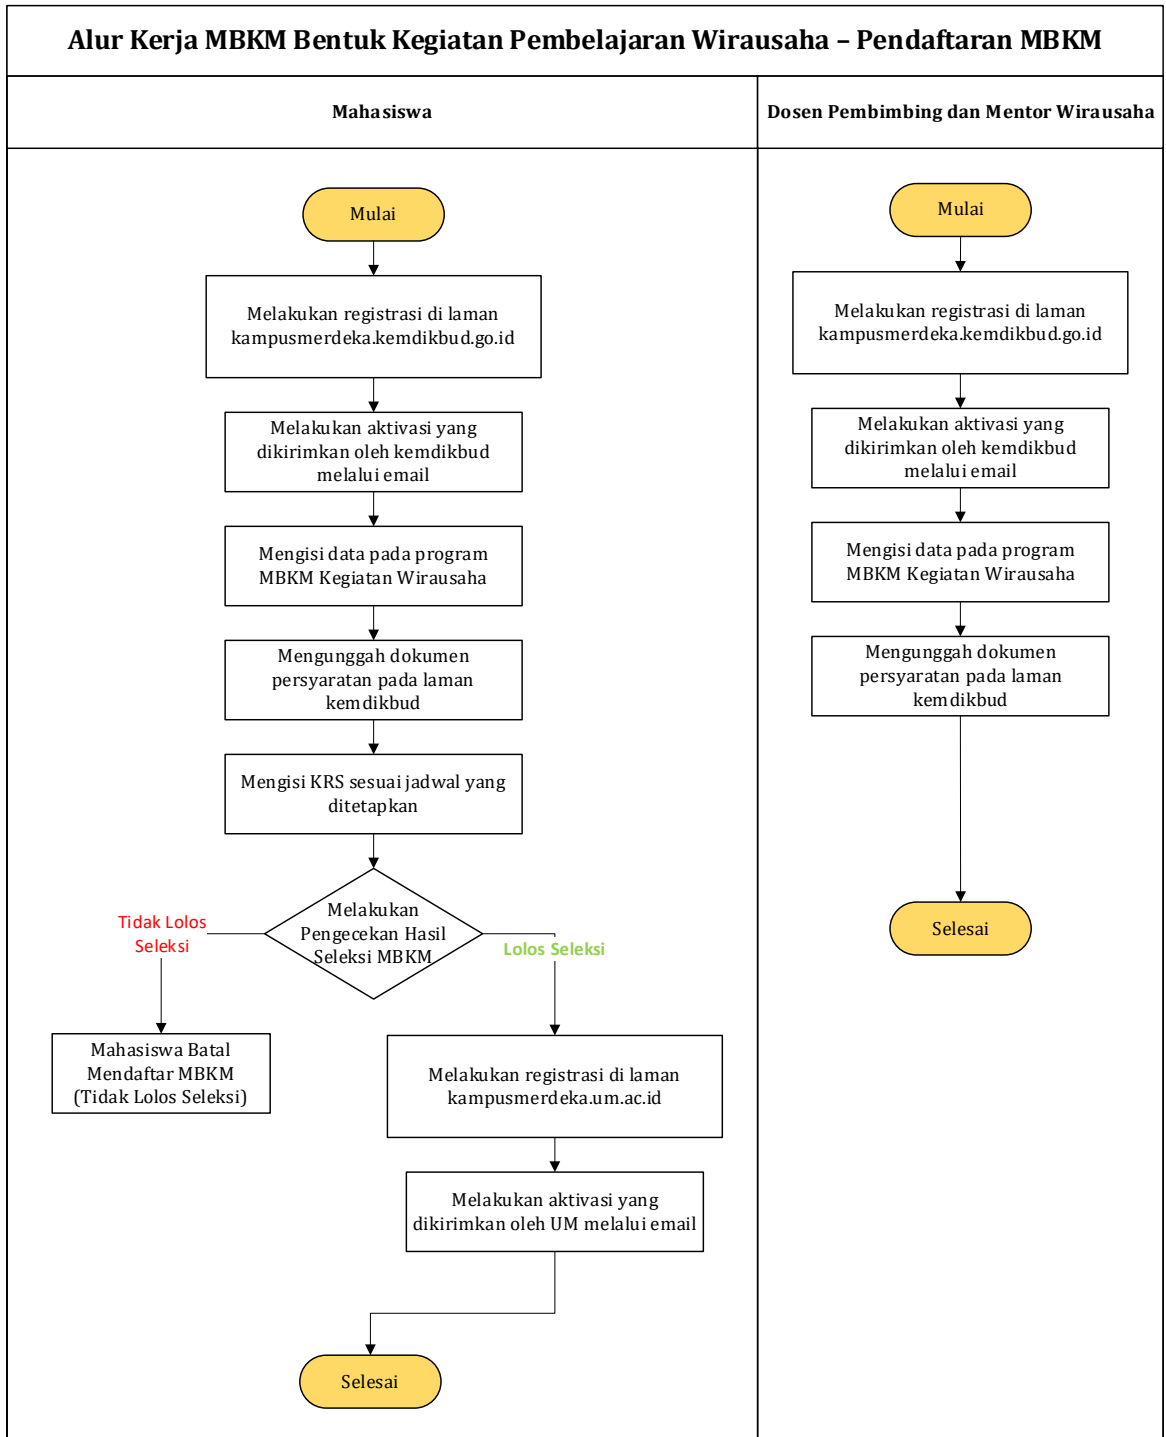 Alur Kerja MBKM Bentuk Kegiatan Pembelajaran Wirausaha – Pendaftaran MBKM
Mahasiswa
Dosen Pembimbing dan Mentor Wirausaha
Mulai
Melakukan registrasi di laman
kampusmerdeka.kemdikbud.go.id
Melakukan aktivasi yang
dikirimkan oleh kemdikbud
melalui email
Mengisi data pada program
MBKM Kegiatan Wirausaha
Mengunggah dokumen
persyaratan pada laman
kemdikbud
Mengisi KRS sesuai jadwal yang
ditetapkan
Melakukan
Pengecekan Hasil
Seleksi MBKM
Tidak Lolos
Seleksi
Lolos Seleksi
Mahasiswa Batal
Mendaftar MBKM
(Tidak Lolos Seleksi)
Melakukan registrasi di laman
kampusmerdeka.um.ac.id
Melakukan aktivasi yang
dikirimkan oleh UM melalui email
Selesai
Mulai
Melakukan registrasi di laman
kampusmerdeka.kemdikbud.go.id
Melakukan aktivasi yang
dikirimkan oleh kemdikbud
melalui email
Mengisi data pada program
MBKM Kegiatan Wirausaha
Mengunggah dokumen
persyaratan pada laman
kemdikbud
Selesai